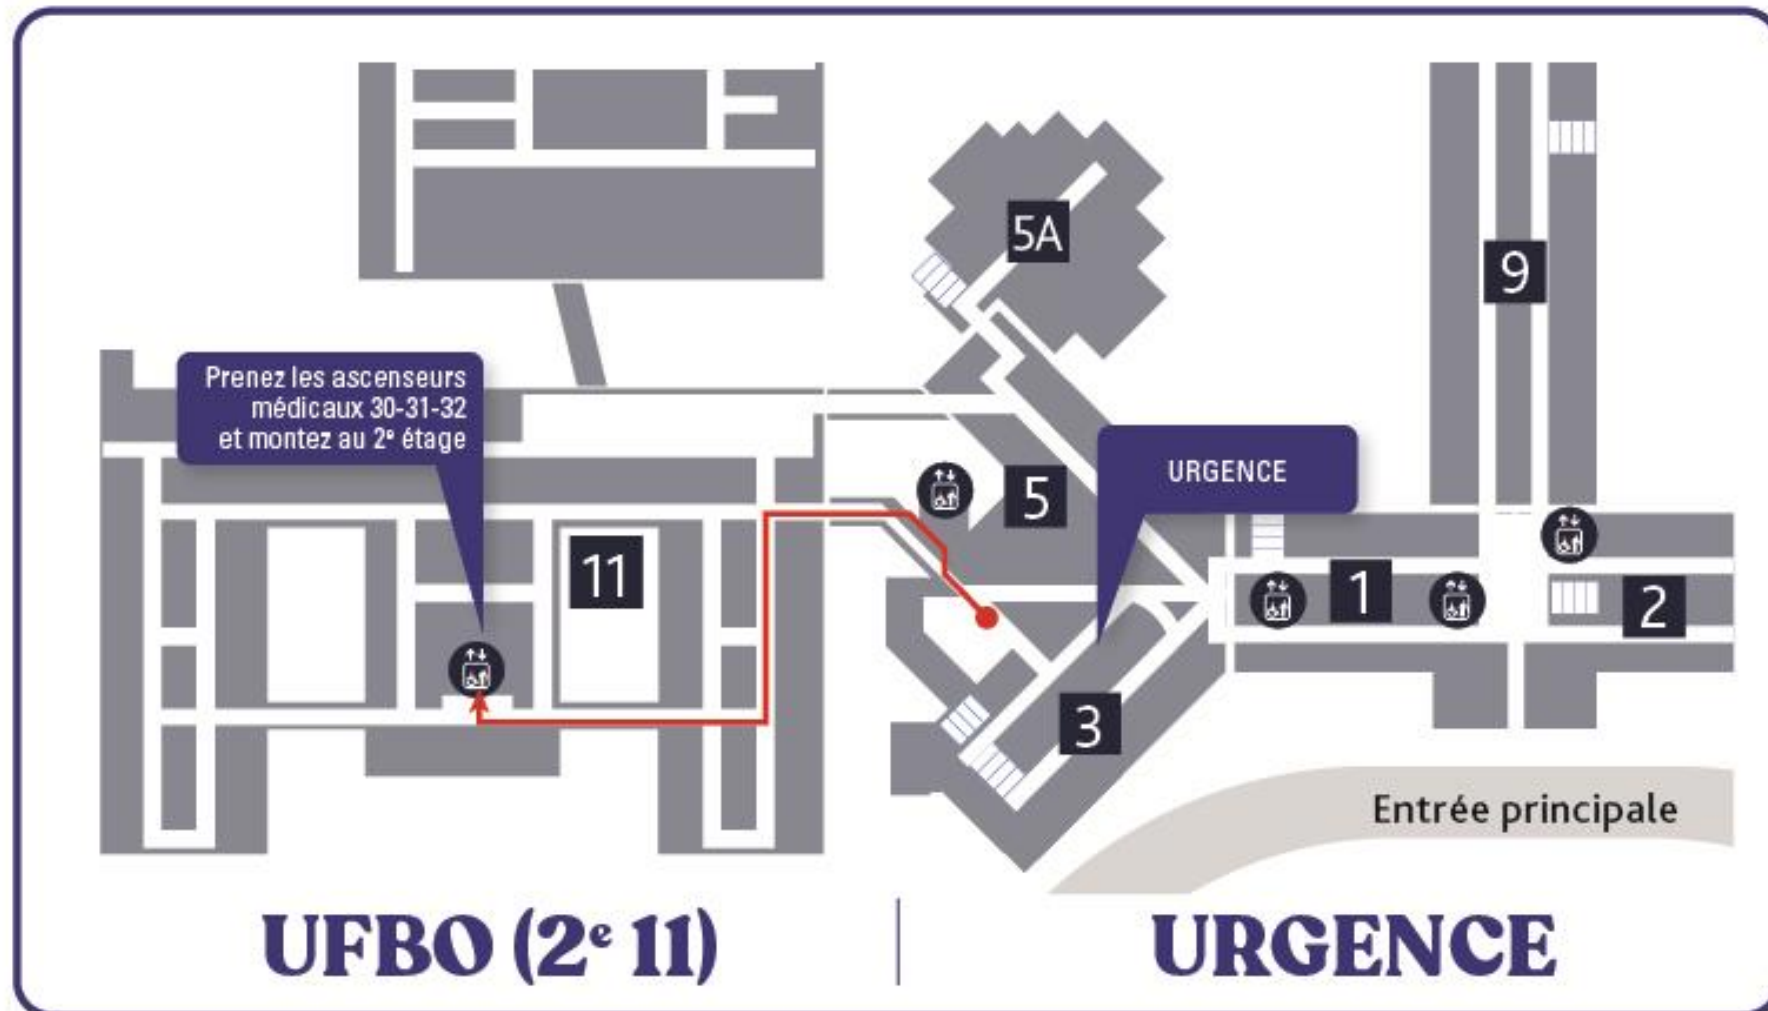 5A
9
Prenez les ascenseurs
médicaux 30-31-32
et montez au 2e étage
URGENCE
5
11
1
2
3
Entrée principale
UFBO (2e 11)
URGENCE